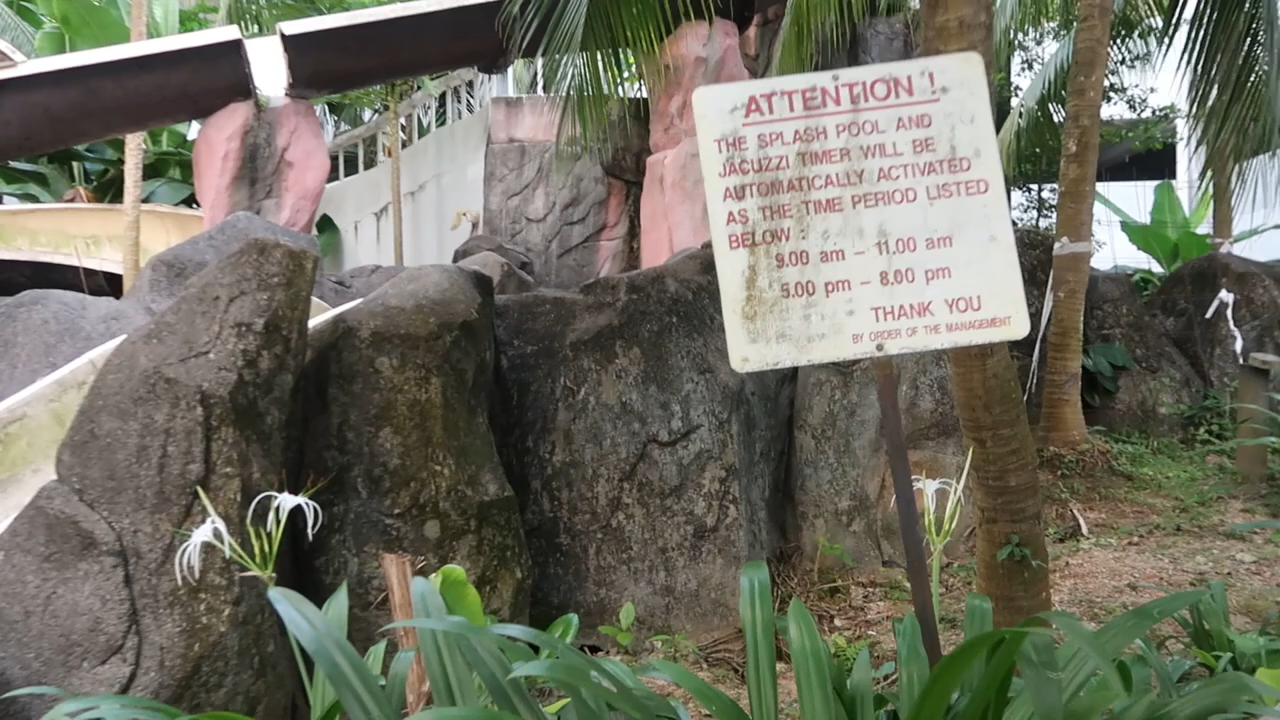 ATTENTION !
THE SPLASH POOL AND
JACUZZI TIMER WILL BE
AUTOMATICALLY ACTIVATED
AS THE TIME PERIOD LISTED
BELOW :
9.00 am – 11.00 am
5.00 pm – 8.00 pm
THANK YOU
BY ORDER OF THE MANAGEMENT